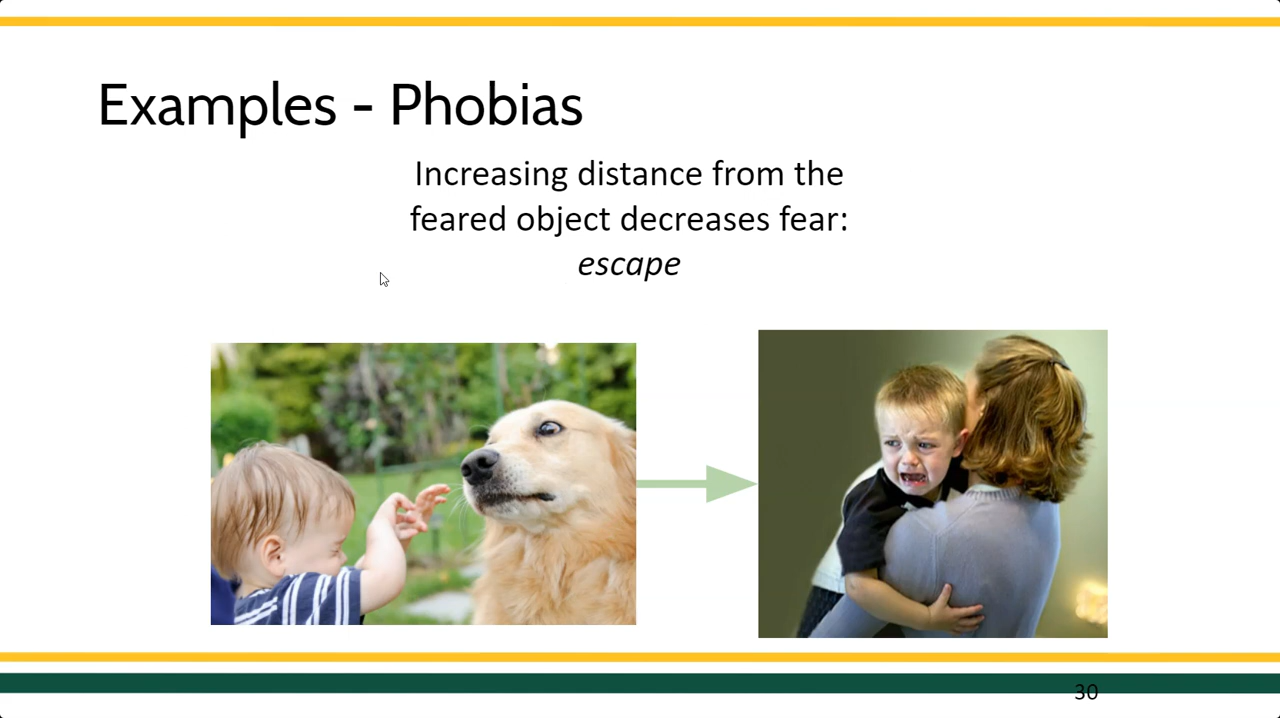 Examples - Phobias
Increasing distance from the
feared object decreases fear:
escape
30